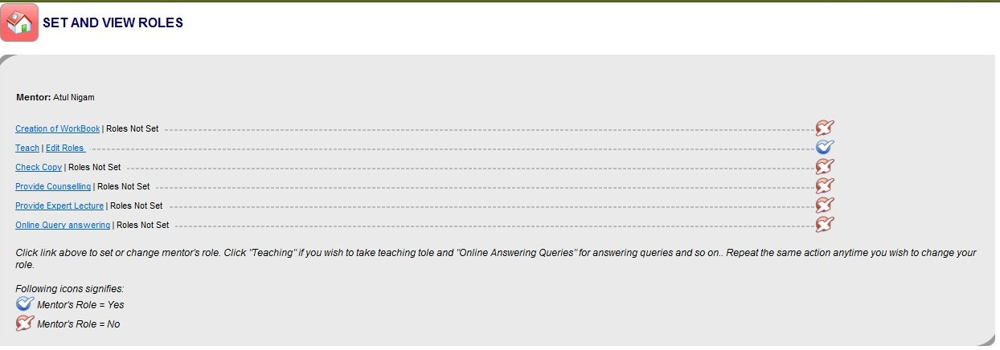 SET AND VIEW ROLES
Mentor: Atul Nigam
Creation of WorkBook | Roles Not Set
Teach | Edit Roles
Check Copy | Roles Not Set
Provide Counselling | Roles Not Set
Provide Expert Lecture | Roles Not Set
Online Query answering | Roles Not Set
Click link above to set or change mentor's role. Click "Teaching" if you wish to take teaching tole and "Online Answering Queries" for answering queries and so on.. Repeat the same action anytime you wish to change your
role.
Following icons signifies:
Mentor's Role = Yes
Mentor's Role = No